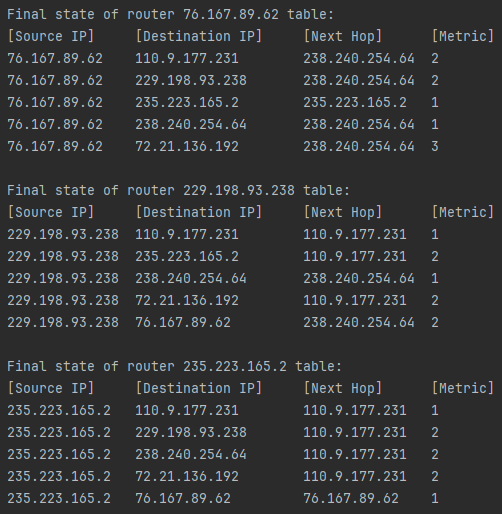 Final state of router 76.167.89.62 table:
[Source IP]     [Destination IP]     [Next Hop]      [Metric]
76.167.89.62    110.9.177.231        238.240.254.64  2
76.167.89.62    229.198.93.238       238.240.254.64  2
76.167.89.62    235.223.165.2        235.223.165.2   1
76.167.89.62    238.240.254.64       238.240.254.64  1
76.167.89.62    72.21.136.192        238.240.254.64  3

Final state of router 229.198.93.238 table:
[Source IP]     [Destination IP]     [Next Hop]      [Metric]
229.198.93.238  110.9.177.231        110.9.177.231   1
229.198.93.238  235.223.165.2        110.9.177.231   2
229.198.93.238  238.240.254.64       238.240.254.64  1
229.198.93.238  72.21.136.192        110.9.177.231   2
229.198.93.238  76.167.89.62         238.240.254.64  2

Final state of router 235.223.165.2 table:
[Source IP]     [Destination IP]     [Next Hop]      [Metric]
235.223.165.2   110.9.177.231        110.9.177.231   1
235.223.165.2   229.198.93.238       110.9.177.231   2
235.223.165.2   238.240.254.64       110.9.177.231   2
235.223.165.2   72.21.136.192        110.9.177.231   2
235.223.165.2   76.167.89.62         76.167.89.62    1